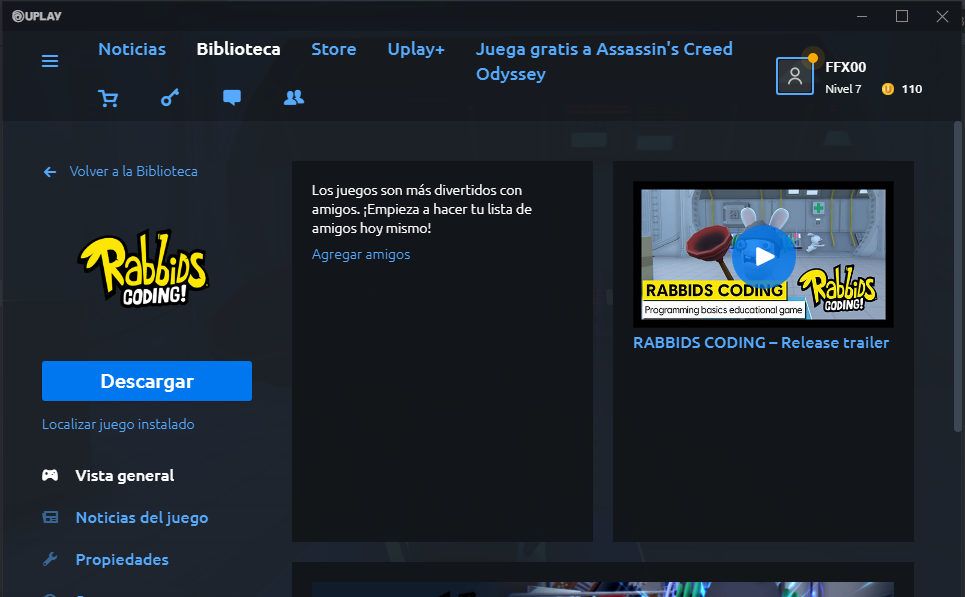 UPLAY
Noticias
Biblioteca
Store
Uplay+
Juega gratis a Assassin's Creed
Odyssey
FFX00
Nivel 7
110
Volver a la Biblioteca
Rabbids
CODING!
Descargar
Localizar juego instalado
Vista general
Noticias del juego
Propiedades
Los juegos son más divertidos con
amigos. ¡Empieza a hacer tu lista de
amigos hoy mismo!
Agregar amigos
RABBIDS CODING
Programming basics educational game
Rabbids
CODING!
RABBIDS CODING – Release trailer